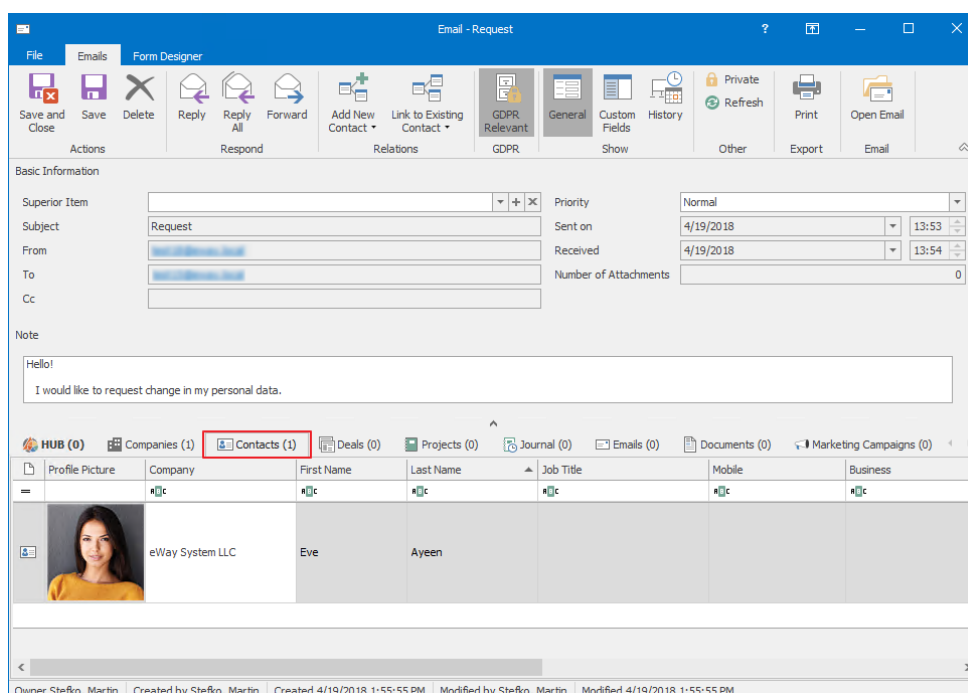 Email - Request
?
File Emails Form Designer
Save and Close Save Delete Reply Reply All Forward Add New Contact Link to Existing Contact GDPR Relevant General Custom Fields History Private Refresh Print Open Email
Actions Respond Relations GDPR Show Other Export Email
Basic Information
Superior Item Priority Normal
Subject Request Sent on 4/19/2018 13:53
From Received 4/19/2018 13:54
To Number of Attachments 0
Cc
Note
Hello!
I would like to request change in my personal data.
HUB (0) Companies (1) Contacts (1) Deals (0) Projects (0) Journal (0) Emails (0) Documents (0) Marketing Campaigns (0)
Profile Picture Company First Name Last Name Job Title Mobile Business
eWay System LLC Eve Ayeen
Owner Stefko, Martin Created by Stefko, Martin Created 4/19/2018 1:55:55 PM Modified by Stefko, Martin Modified 4/19/2018 1:55:55 PM